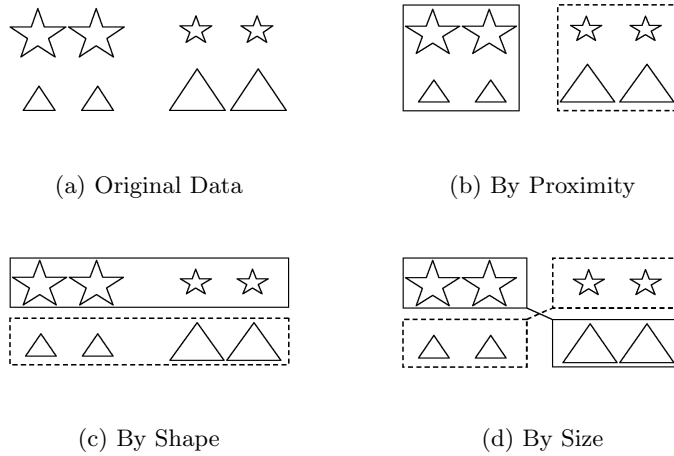 (a) Original Data
(b) By Proximity
(c) By Shape
(d) By Size